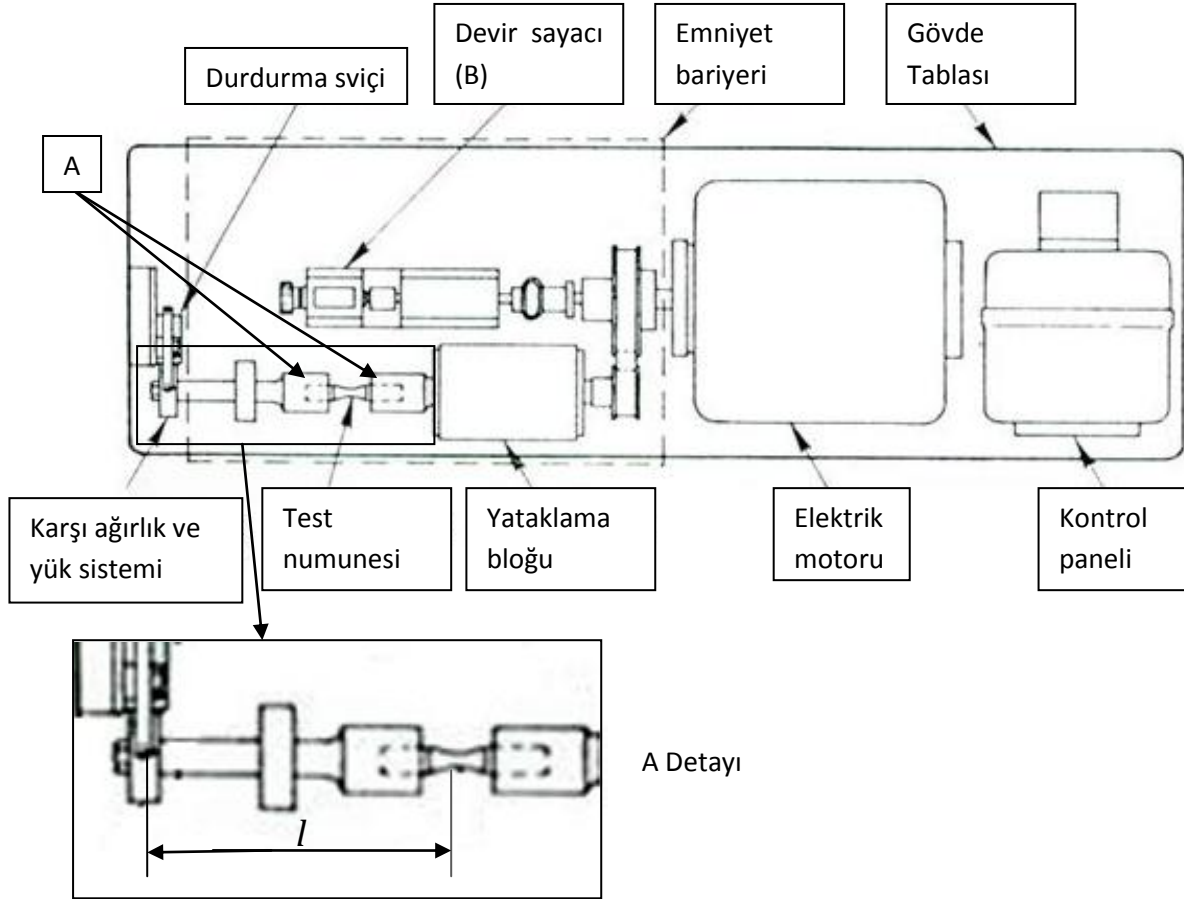 Devir sayacı
(B)
Emniyet
bariyeri
Gövde
Tablası
Durdurma sviçi
A
Karşı ağırlık ve
yük sistemi
Test
numunesi
Yataklama
bloğu
Elektrik
motoru
Kontrol
paneli
A Detayı
l